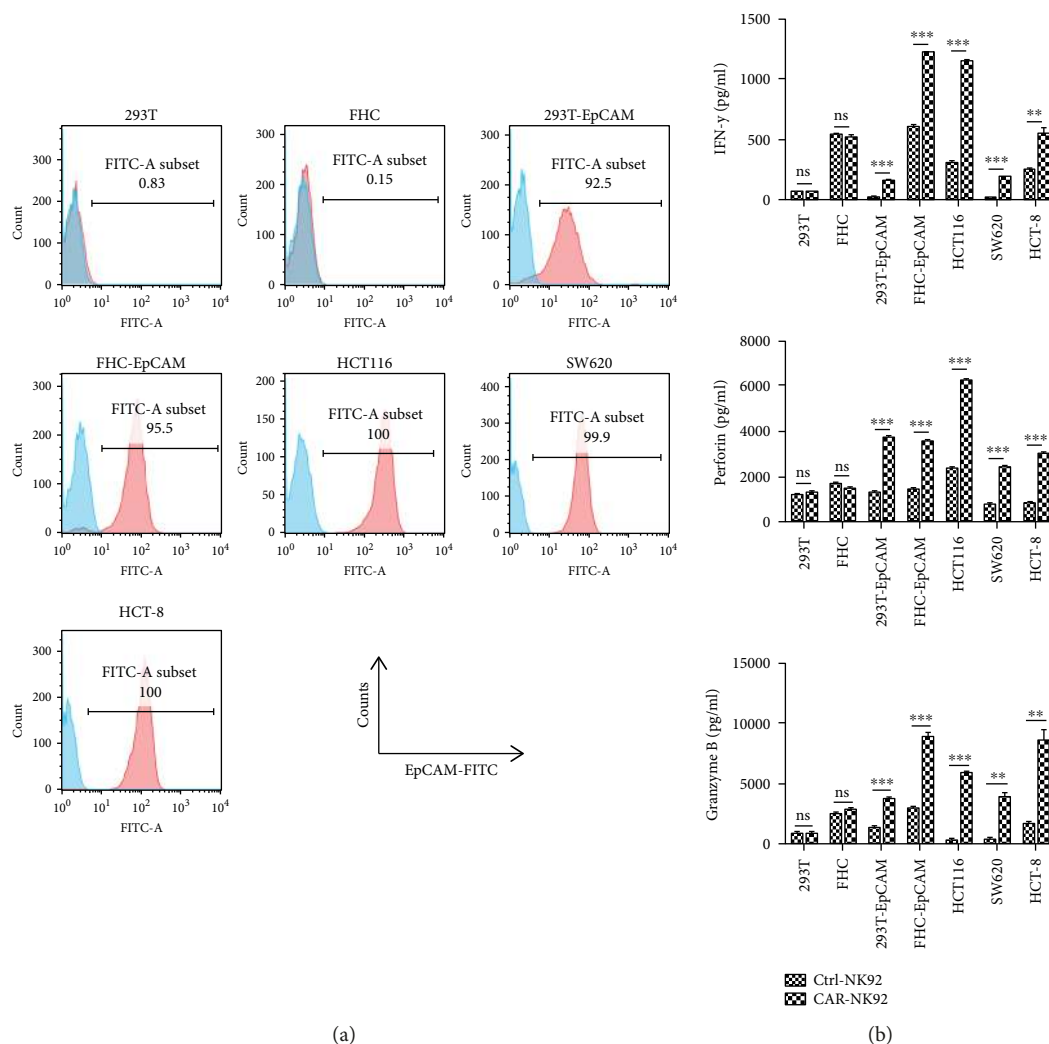 293T
FITC-A subset
0.83
Count
300
200
100
0
10^0 10^1 10^2 10^3 10^4
FITC-A
FHC
FITC-A subset
0.15
Count
300
200
100
0
10^0 10^1 10^2 10^3 10^4
FITC-A
293T-EpCAM
FITC-A subset
92.5
Count
300
200
100
0
10^0 10^1 10^2 10^3 10^4
FITC-A
FHC-EpCAM
FITC-A subset
95.5
Count
300
200
100
0
10^0 10^1 10^2 10^3 10^4
FITC-A
HCT116
FITC-A subset
100
Count
200
150
100
50
0
10^0 10^1 10^2 10^3 10^4
FITC-A
SW620
FITC-A subset
99.9
Count
400
300
200
100
0
10^0 10^1 10^2 10^3 10^4
FITC-A
HCT-8
FITC-A subset
100
Count
300
200
100
0
10^0 10^1 10^2 10^3 10^4
FITC-A
Counts
EpCAM-FITC
(a)
IFN-y (pg/ml)
1500
1000
500
0
ns ns *** *** *** *** **
293T FHC 293T-EpCAM FHC-EpCAM HCT116 SW620 HCT-8
Perforin (pg/ml)
8000
6000
4000
2000
0
ns ns *** *** *** *** ***
293T FHC 293T-EpCAM FHC-EpCAM HCT116 SW620 HCT-8
Granzyme B (pg/ml)
15000
10000
5000
0
ns ns *** *** *** ** **
293T FHC 293T-EpCAM FHC-EpCAM HCT116 SW620 HCT-8
Ctrl-NK92
CAR-NK92
(b)